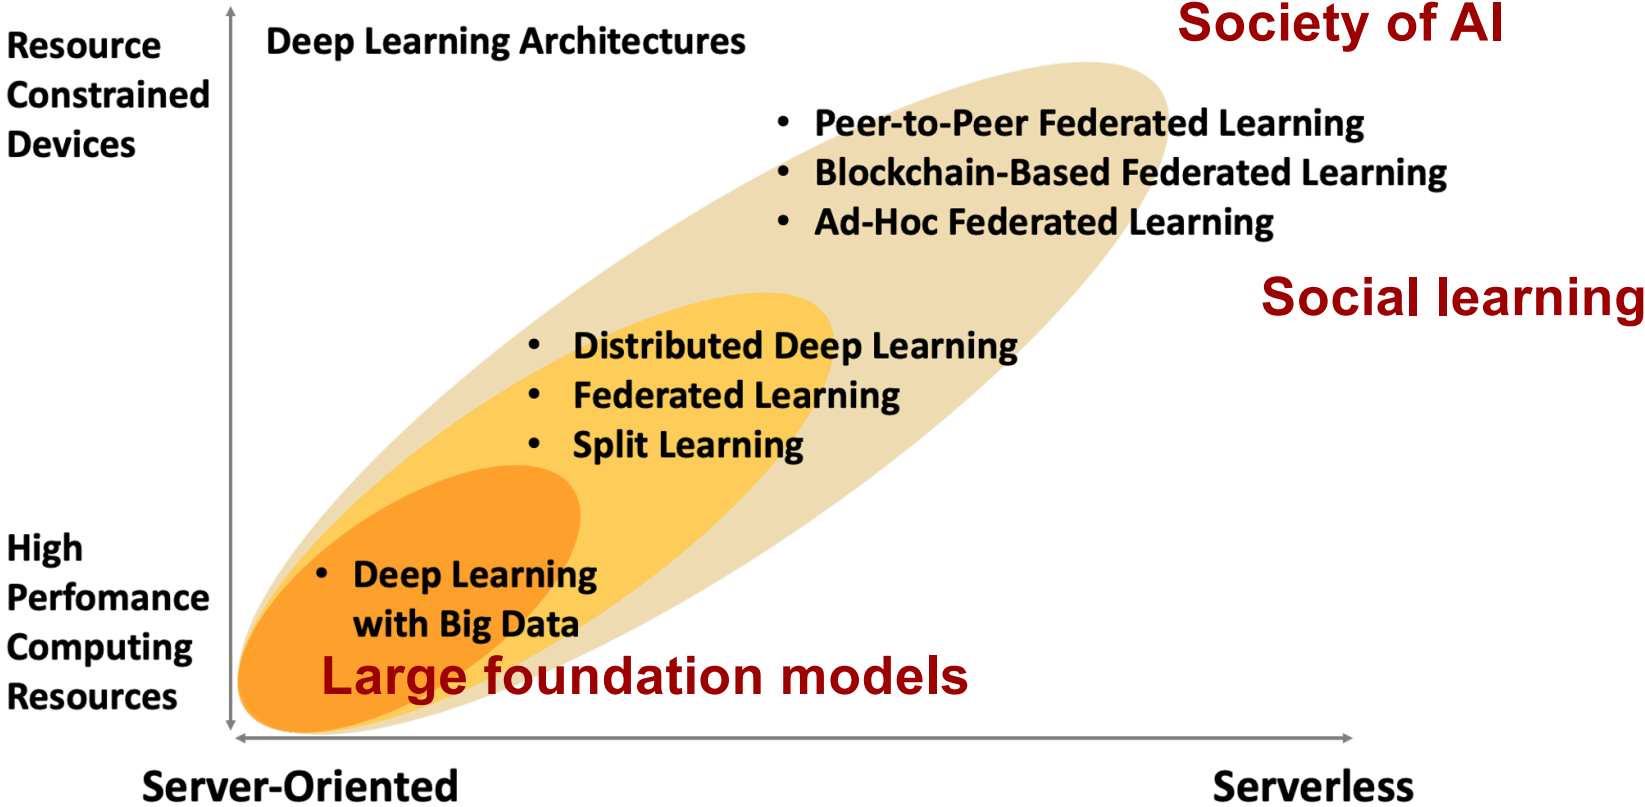 Society of AI
Deep Learning Architectures
Resource
Constrained
Devices
• Peer-to-Peer Federated Learning
• Blockchain-Based Federated Learning
• Ad-Hoc Federated Learning
Social learning
• Distributed Deep Learning
• Federated Learning
• Split Learning
High
Perfomance
Computing
Resources
• Deep Learning
with Big Data
Large foundation models
Server-Oriented
Serverless